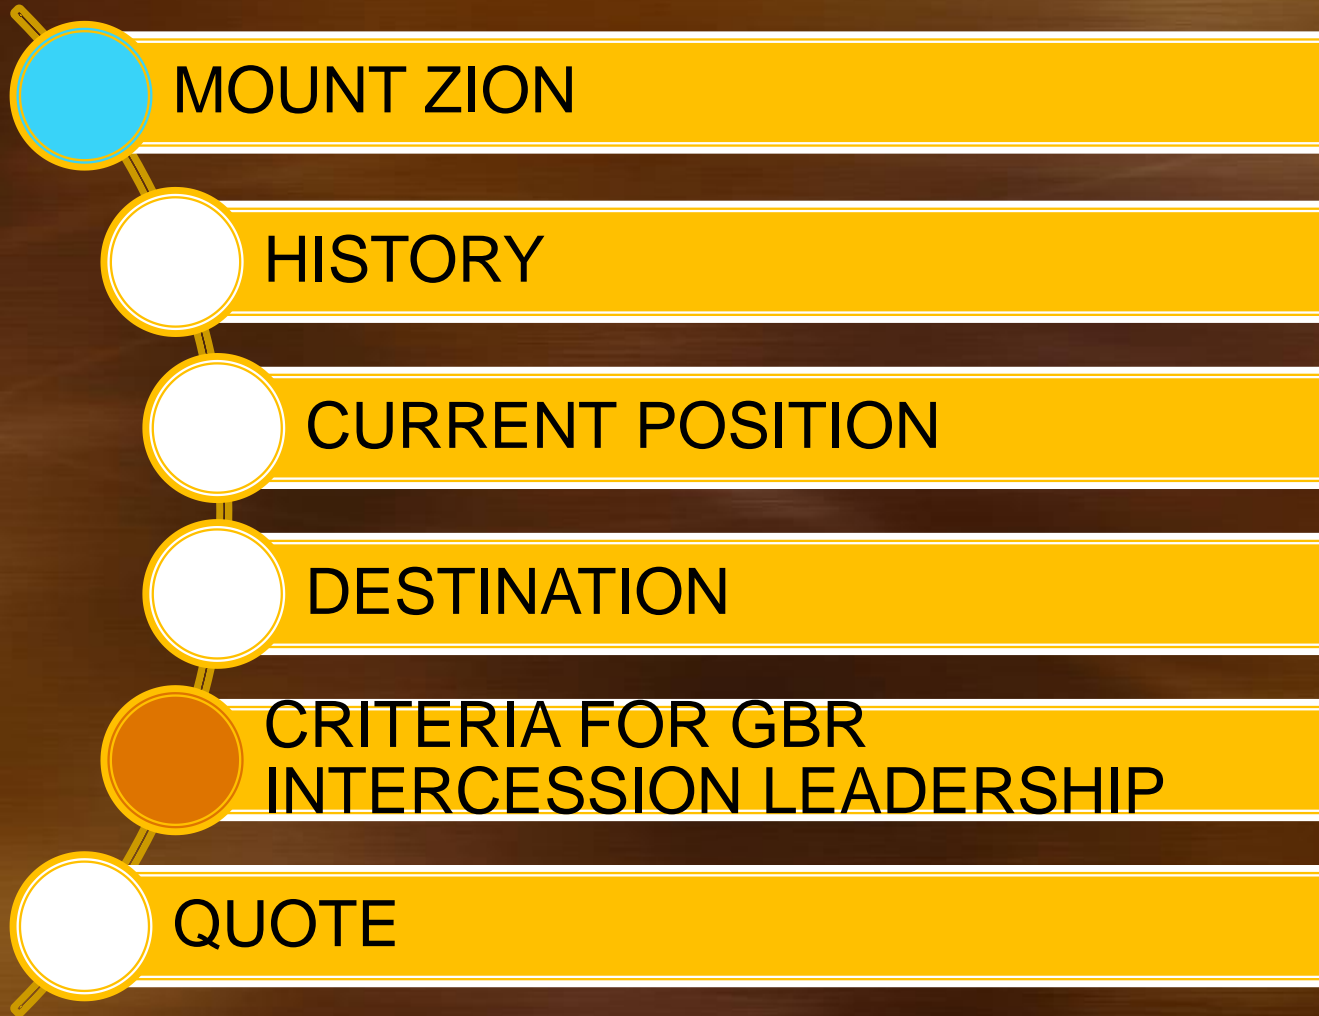 MOUNT ZION
HISTORY
CURRENT POSITION
DESTINATION
CRITERIA FOR GBR
INTERCESSION LEADERSHIP
QUOTE